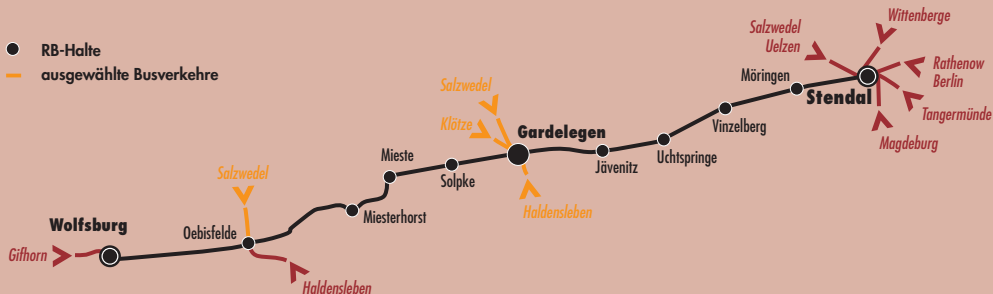 RB-Halte
ausgewählte Busverkehre
Gifhorn
Wolfsburg
Oebisfelde
Salzwedel
Haldensleben
Miesterhorst
Mieste
Solpke
Salzwedel
Klötze
Gardelegen
Haldensleben
Jävenitz
Uchtspringe
Vinzelberg
Möringen
Stendal
Salzwedel
Uelzen
Wittenberge
Rathenow
Berlin
Tangermünde
Magdeburg